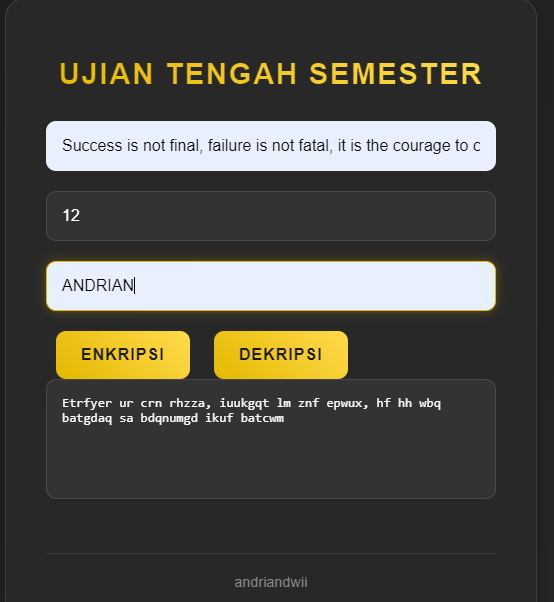 UJIAN TENGAH SEMESTER
Success is not final, failure is not fatal, it is the courage to c
12
ANDRIAN
ENKRIPSI DEKRIPSI
Etrfyer ur crn rhzza, iuukgqt lm znf epwux, hf hh wbq
batgdaq sa bdqnumgd ikuf batcwm
andriandwii